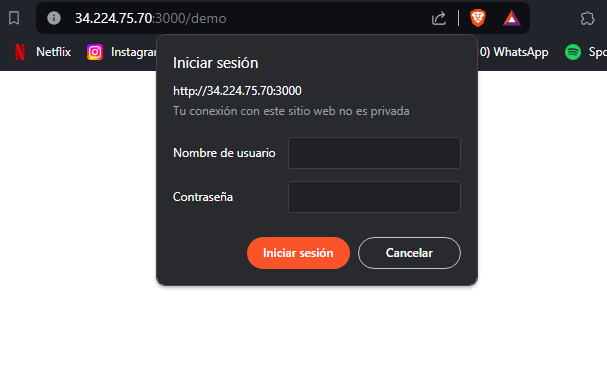 34.224.75.70:3000/demo
Netflix
Instagram
0) WhatsApp
Spo
Iniciar sesión
http://34.224.75.70:3000
Tu conexión con este sitio web no es privada
Nombre de usuario
Contraseña
Iniciar sesión
Cancelar